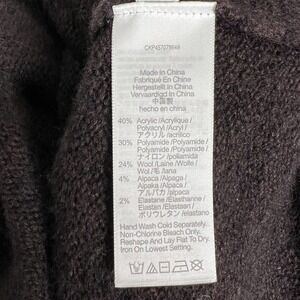 Made In China
Fabriqué En China
Hergestellt In China
Vervaardigd In China
中国製
hecho en china
40% Acrylic /Acrylique /
Polyacryl /Acryl /
アクリル /acrílico
30% Polyamide /Polyamide /
Polyamide /Polyamide /
ナイロン /poliamida
24% Wool /Laine /Wolle /
Wol /毛 /lana
4% Alpaca /Alpaga /
Alpaka /Alpaca /
アルパカ /alpaca
2% Elastane /Elasthanne /
Elastan /Elastaan /
ポリウレタン /elastano
Hand Wash Cold Separately.
Non-Chlorine Bleach Only.
Reshape And Lay Flat To Dry.
Iron On Lowest Setting.